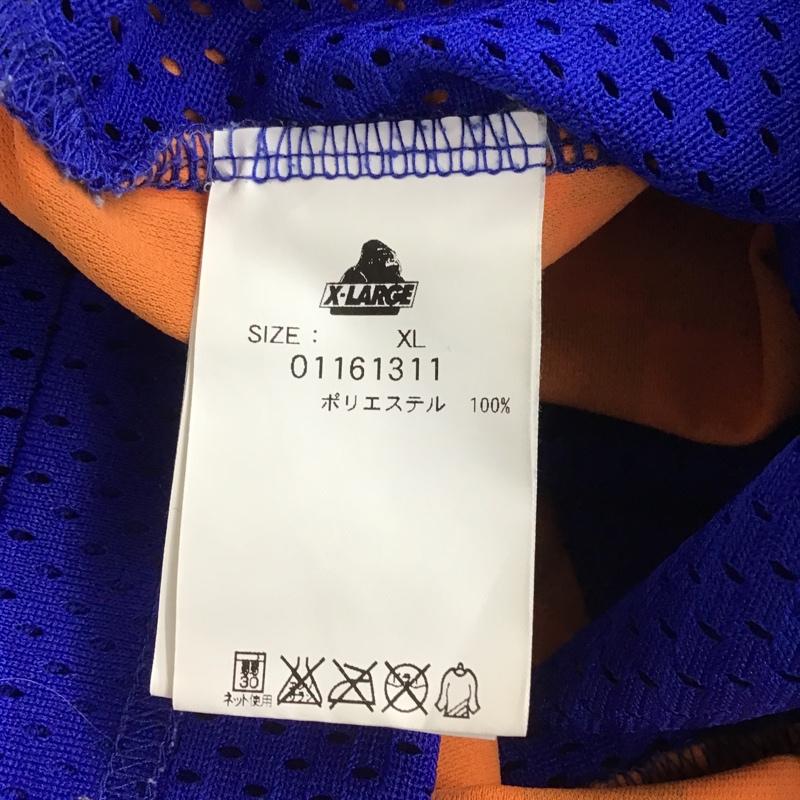 X-LARGE
SIZE : XL
01161311
ポリエステル 100%
30
ネット使用